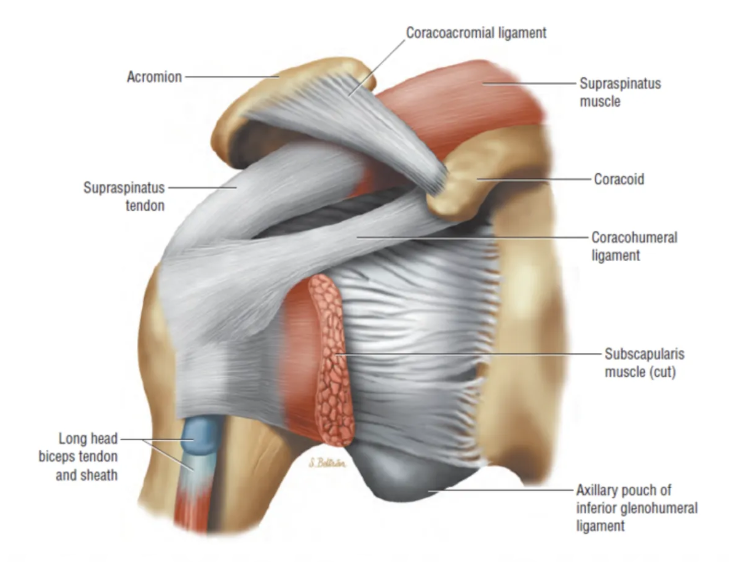 Coracoacromial ligament
Acromion
Supraspinatus
muscle
Supraspinatus
tendon
Coracoid
Coracohumeral
ligament
Subscapularis
muscle (cut)
Long head
biceps tendon
and sheath
S. Beltrán
Axillary pouch of
inferior glenohumeral
ligament